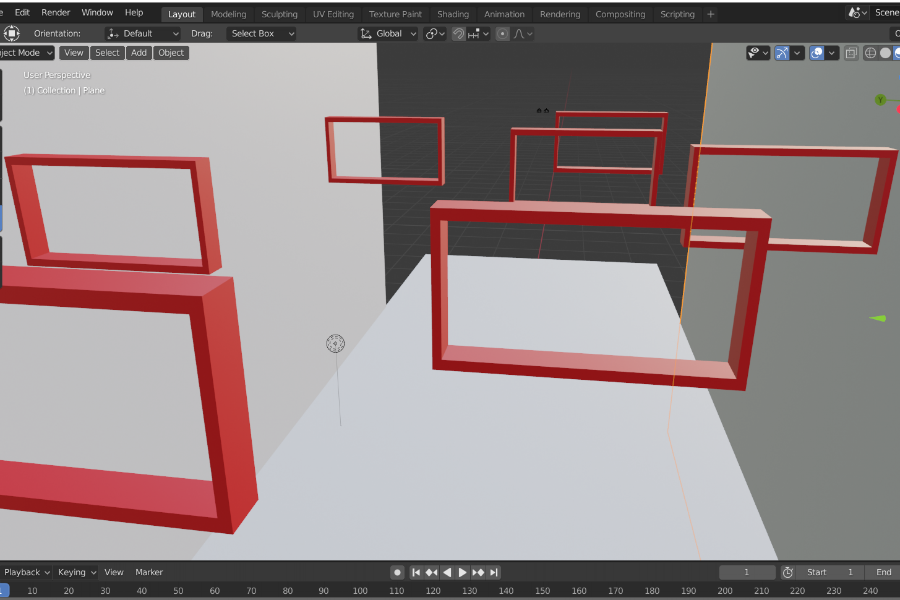 Edit Render Window Help Layout Modeling Sculpting UV Editing Texture Paint Shading Animation Rendering Compositing Scripting + Scene
Orientation: Default Drag: Select Box Global
ject Mode View Select Add Object
User Perspective
(1) Collection | Plane
Y
Playback Keying View Marker 1 Start 1 End
1 10 20 30 40 50 60 70 80 90 100 110 120 130 140 150 160 170 180 190 200 210 220 230 240